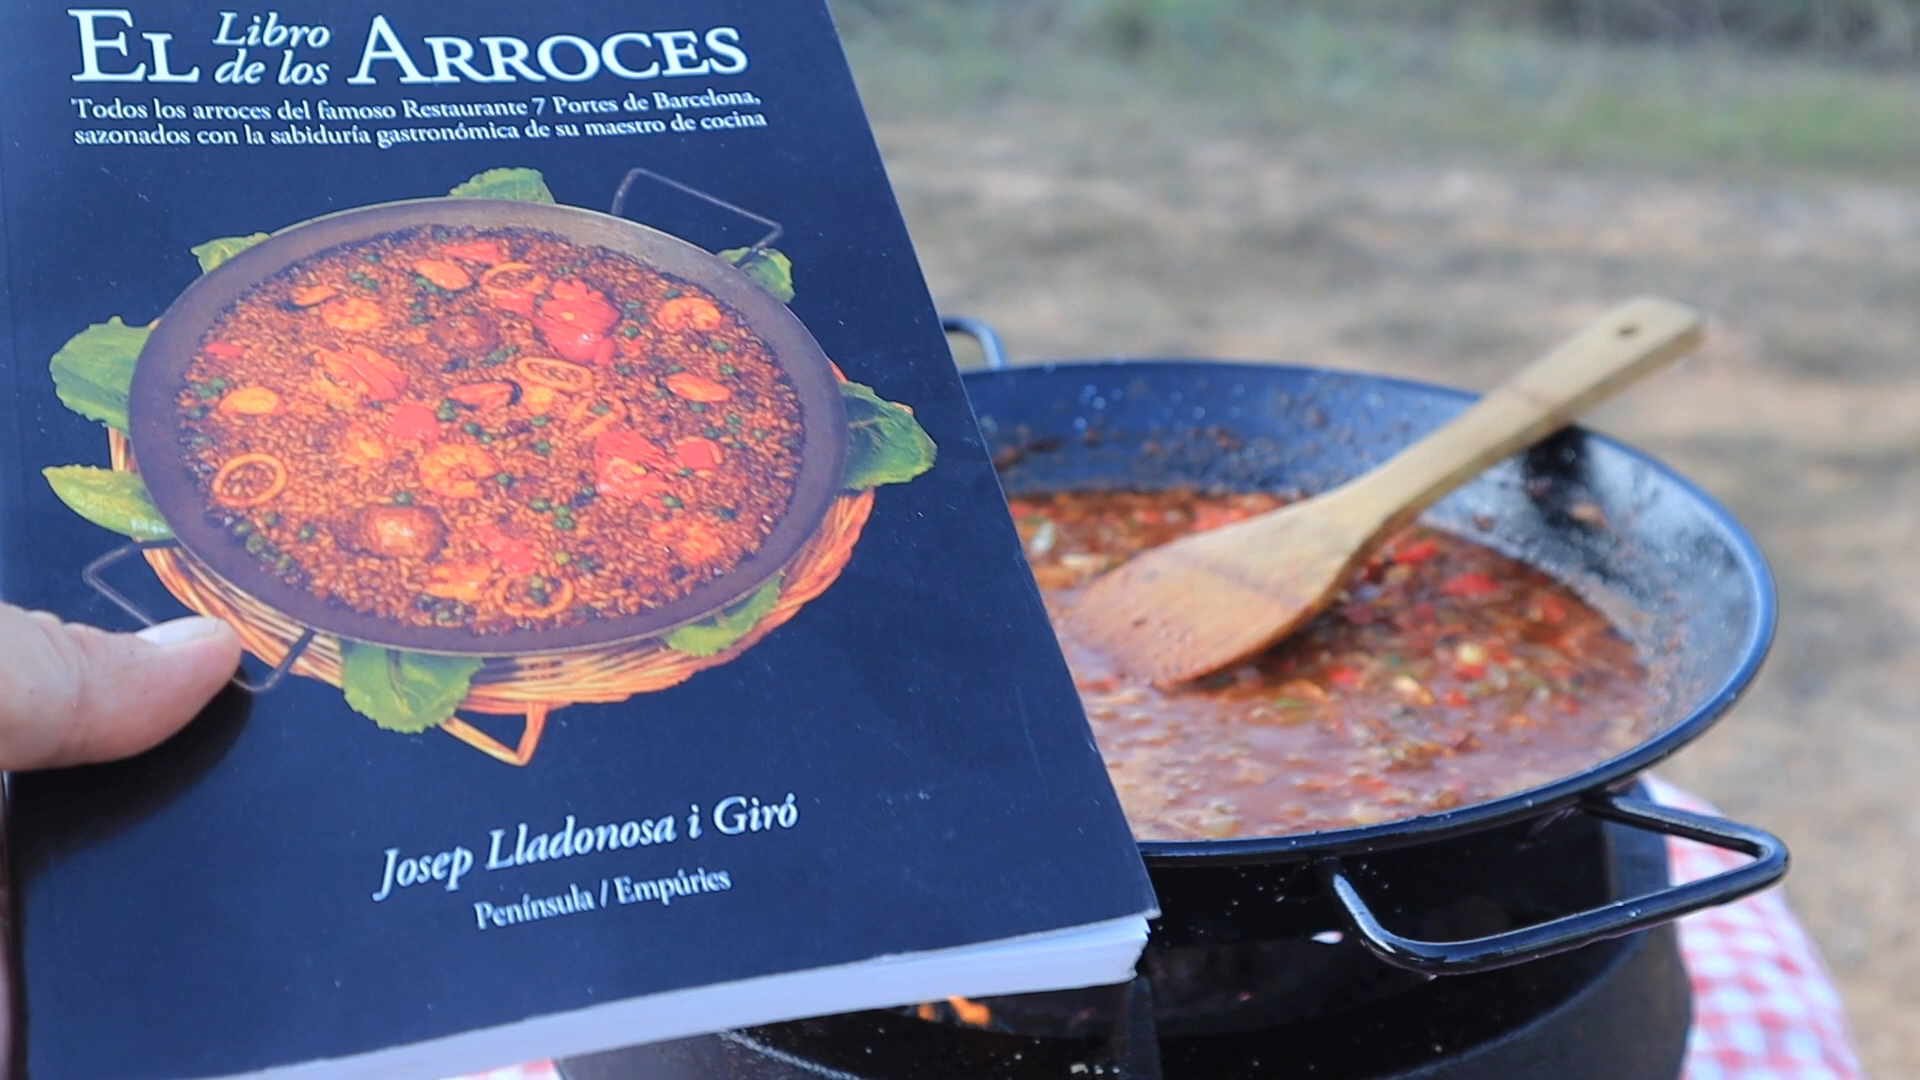 EL Libro de los ARROCES
Todos los arroces del famoso Restaurante 7 Portes de Barcelona,
sazonados con la sabiduría gastronómica de su maestro de cocina
Josep Lladonosa i Giró
Península / Empúries